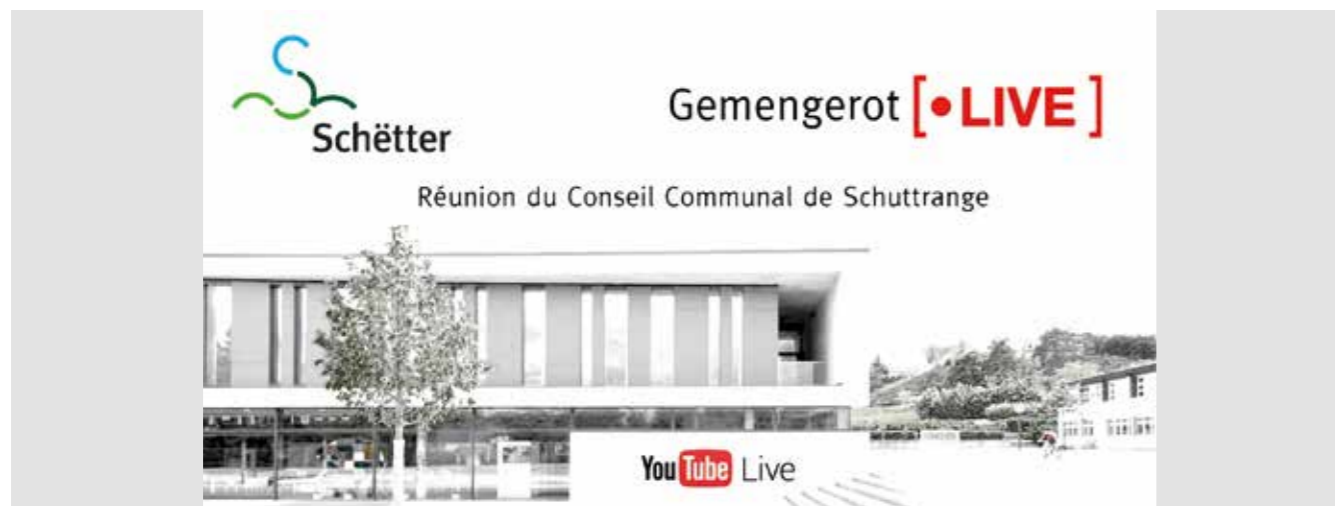 Schëtter
Gemengerot [•LIVE]
Réunion du Conseil Communal de Schuttrange
YouTube Live